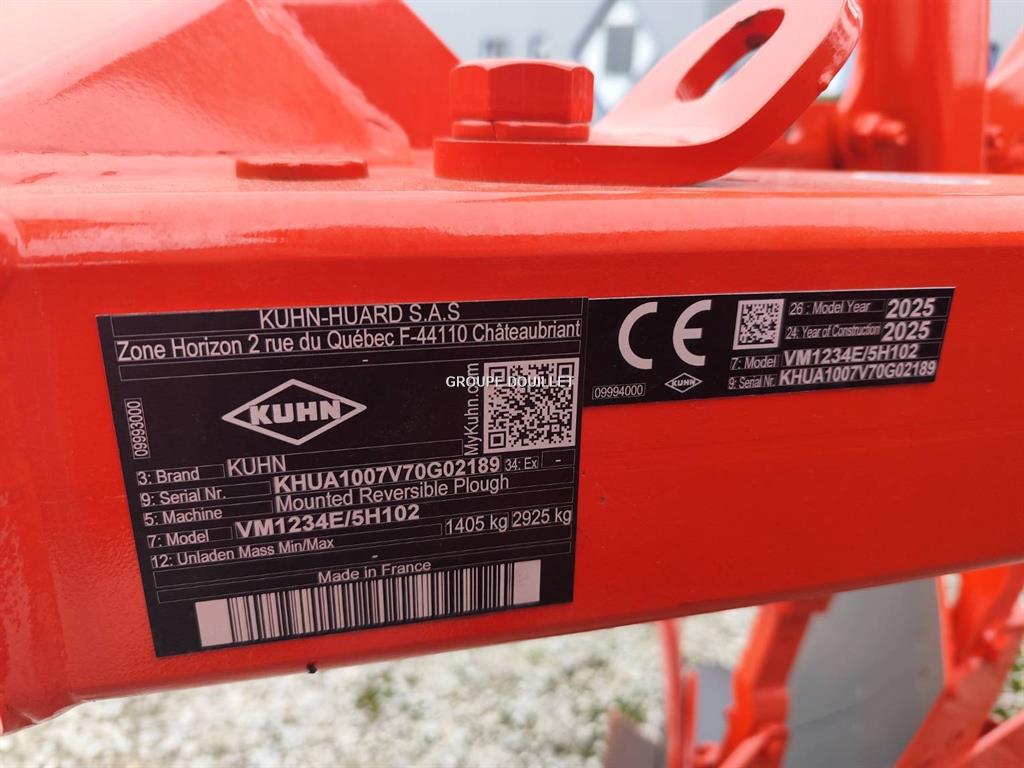 KUHN-HUARD S.A.S
Zone Horizon 2 rue du Québec F-44110 Châteaubriant
GROUPE DOUILLET
KUHN
MyKuhn.com
09993000
3: Brand KUHN
9: Serial Nr. KHUA1007V70G02189 34: Ex -
5: Machine Mounted Reversible Plough
7: Model VM1234E/5H102
12: Unladen Mass Min/Max 1405 kg 2925 kg
-
Made in France
CE
26 : Model Year 2025
24: Year of Construction 2025
7: Model VM1234E/5H102
9: Serial Nr. KHUA1007V70G02189
09994000
KUHN